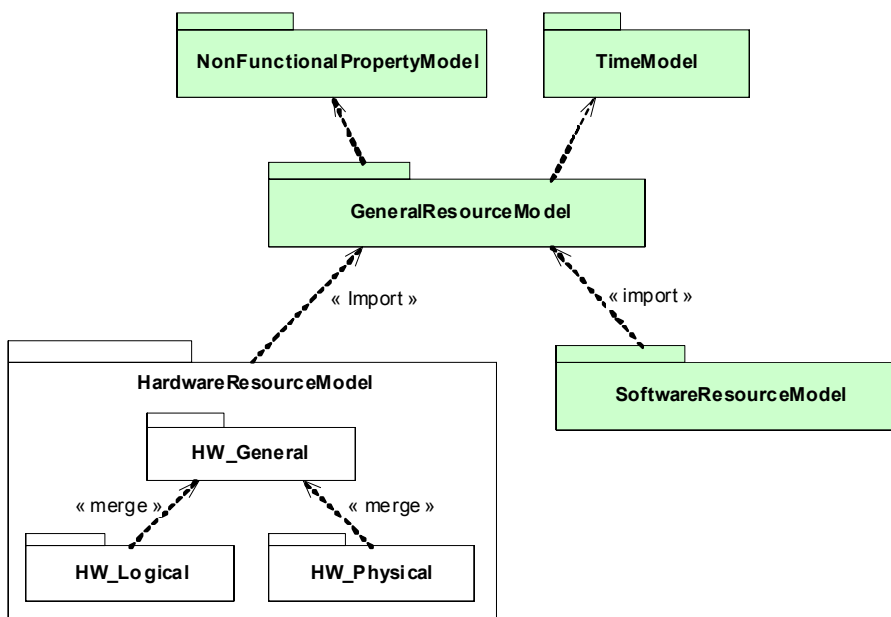 NonFunctionalPropertyModel
TimeModel
GeneralResourceModel
« Import »
« import »
HardwareResourceModel
SoftwareResourceModel
HW_General
« merge »
« merge »
HW_Logical
HW_Physical